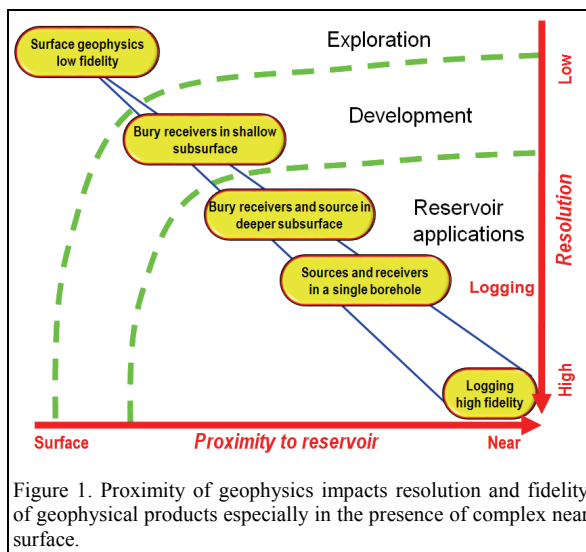 Surface geophysics
low fidelity
Exploration
Low
Bury receivers in shallow
subsurface
Development
Bury receivers and source in
deeper subsurface
Reservoir
applications
Resolution
Sources and receivers
in a single borehole
Logging
Logging
high fidelity
High
Surface
Proximity to reservoir
Near
Figure 1. Proximity of geophysics impacts resolution and fidelity
of geophysical products especially in the presence of complex near
surface.